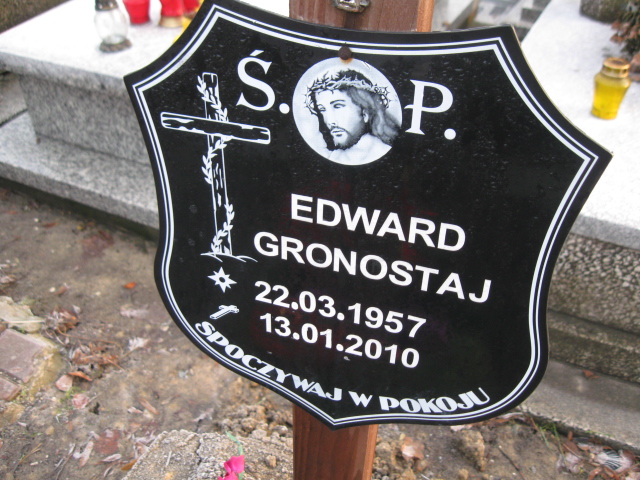 Ś. P.
EDWARD
GRONOSTAJ
22.03.1957
13.01.2010
SPOCZYWAJ W POKOJU